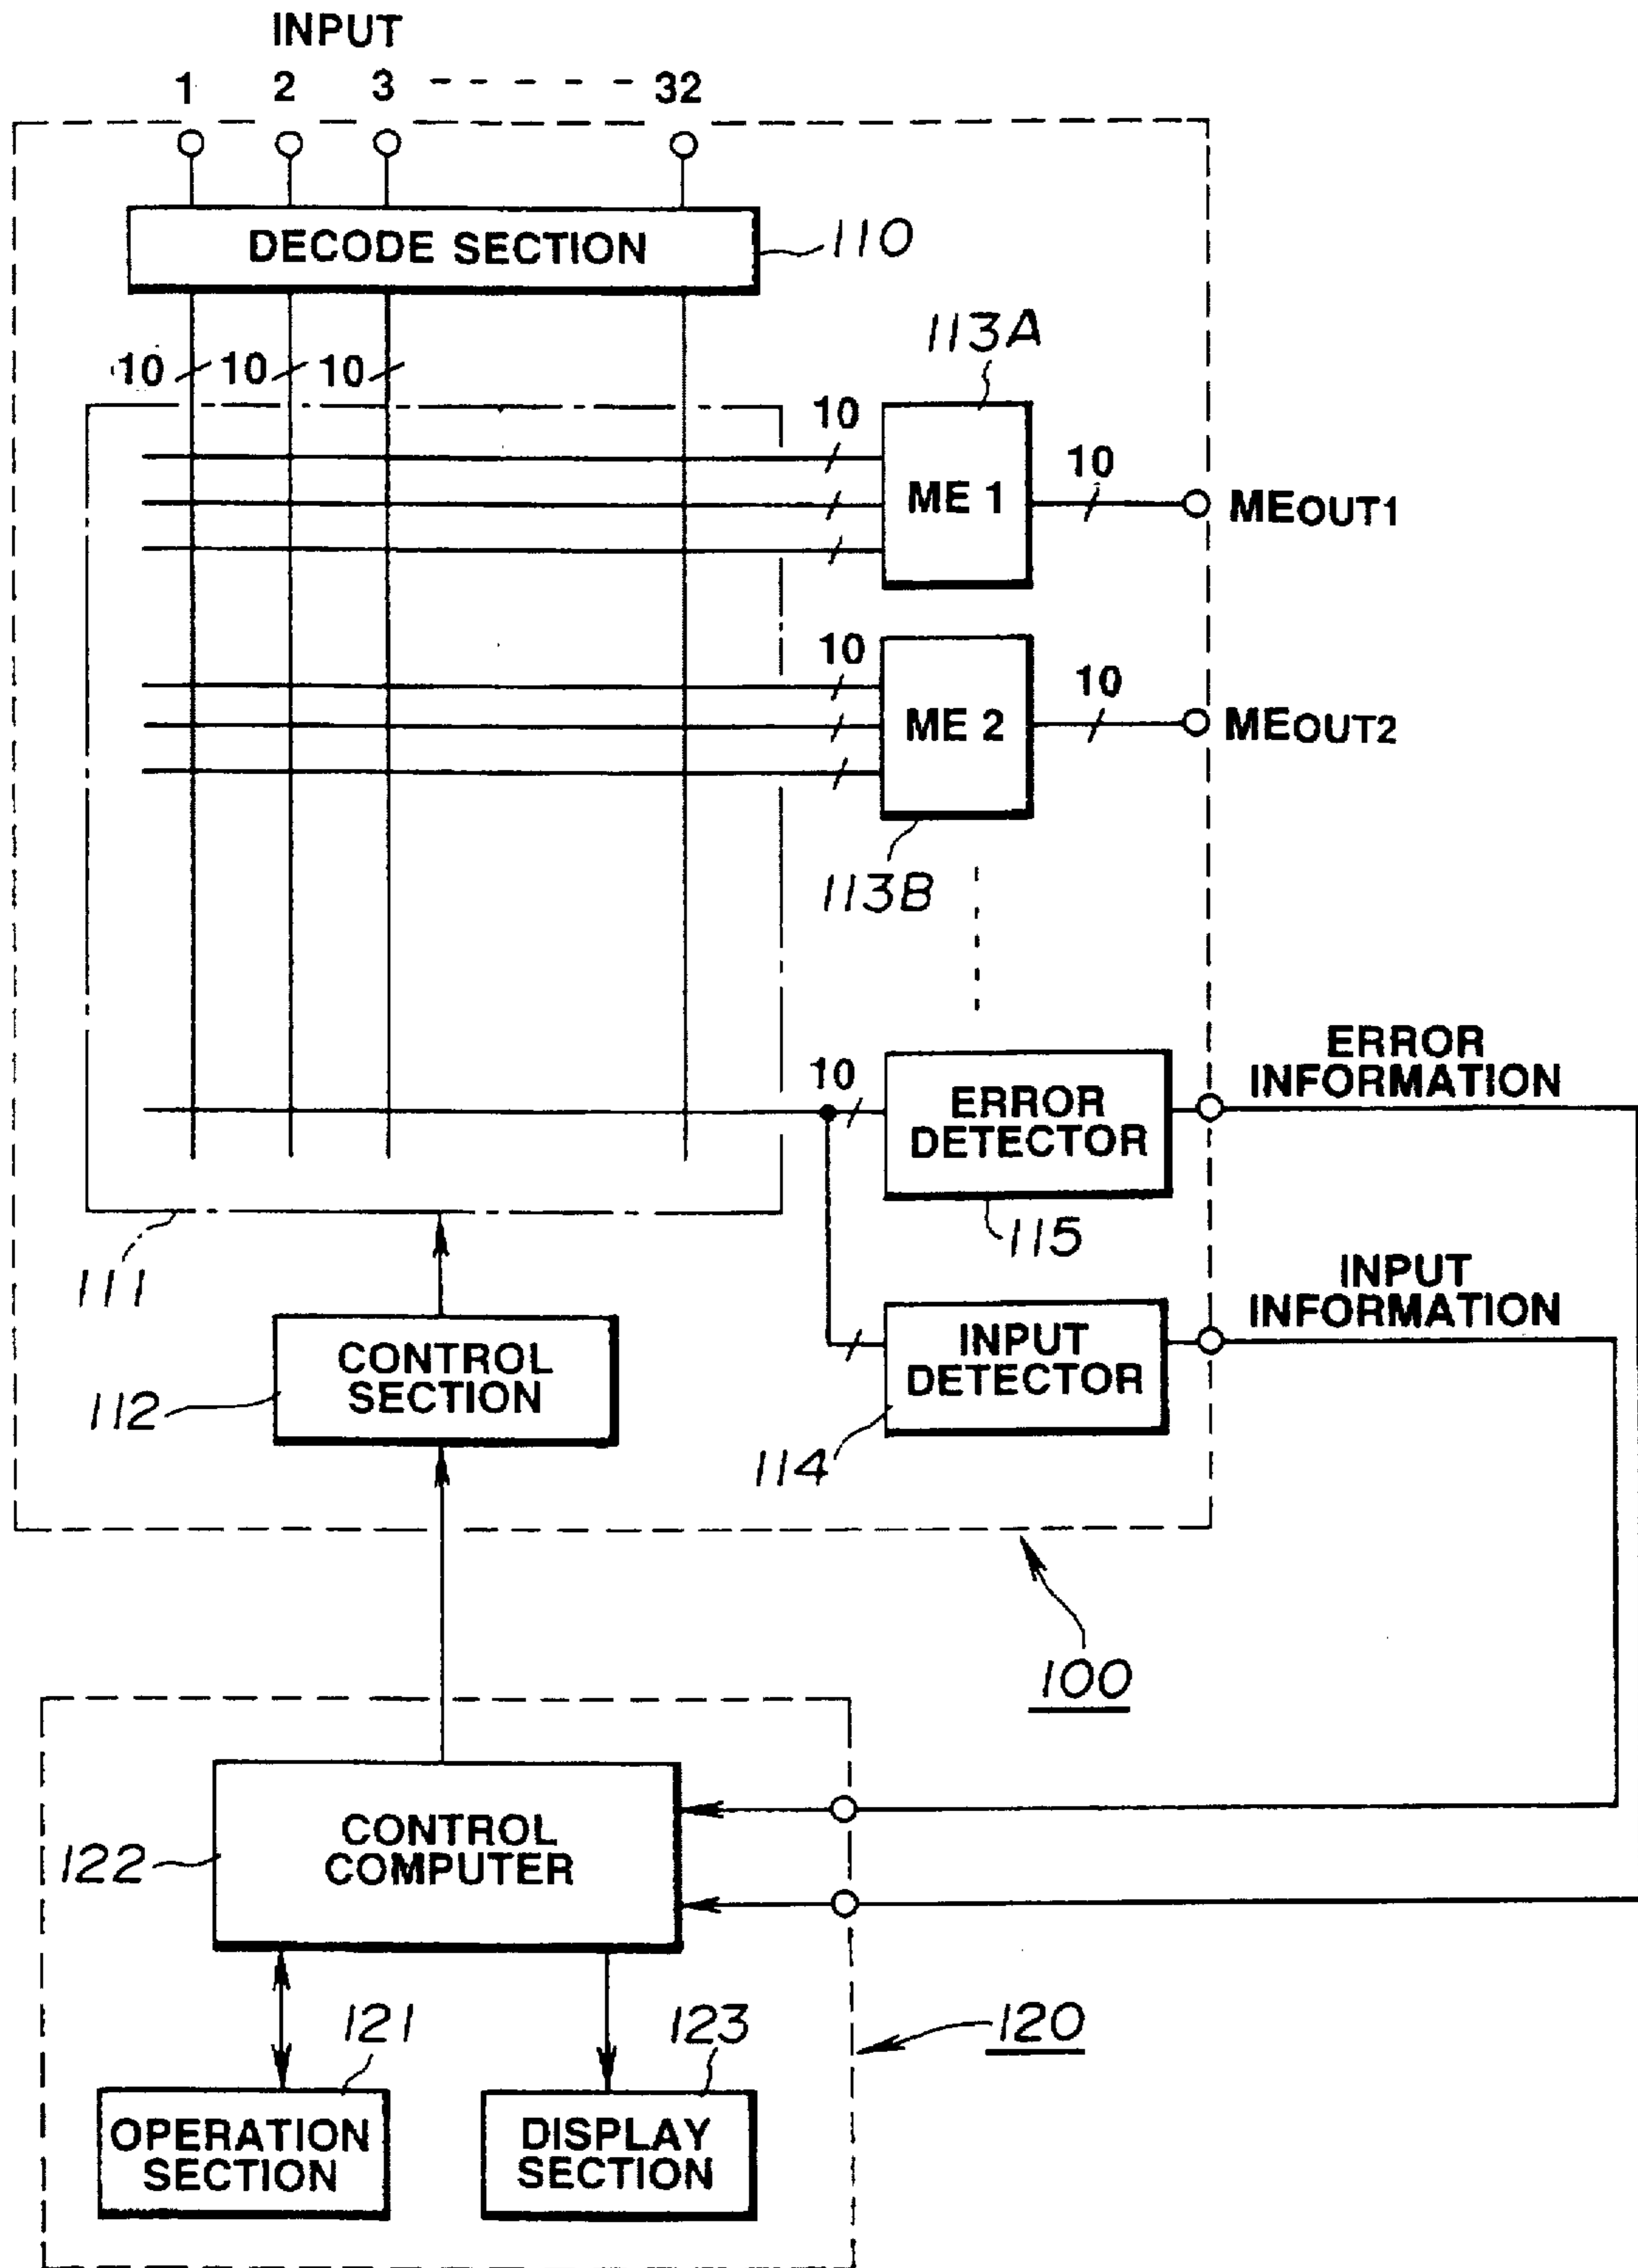 INPUT
1 2 3 - - - - - 32
DECODE SECTION
110
10 10 10
113A
10
ME 1
10
MEOUT1
10
ME 2
10
MEOUT2
113B
10
ERROR
DETECTOR
ERROR
INFORMATION
115
111
INPUT
DETECTOR
INPUT
INFORMATION
CONTROL
SECTION
112
114
100
CONTROL
COMPUTER
122
121
123
120
OPERATION
SECTION
DISPLAY
SECTION